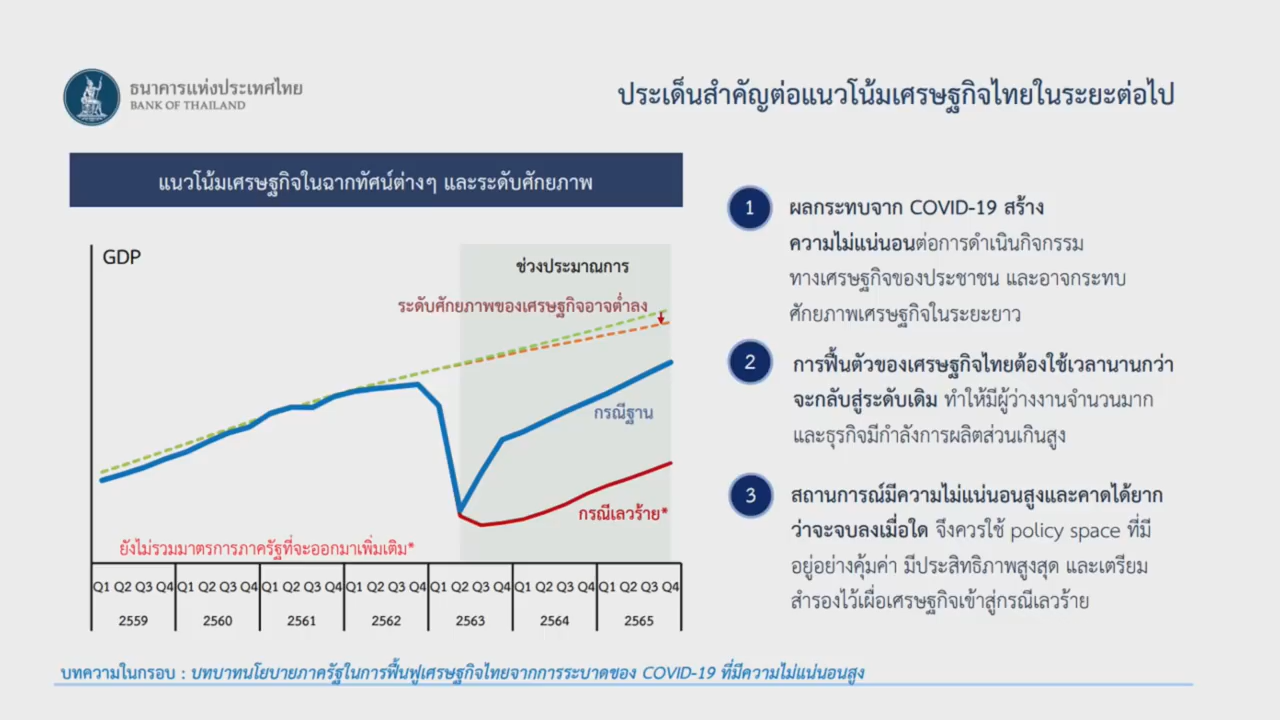 ธนาคารแห่งประเทศไทย
BANK OF THAILAND
ประเด็นสำคัญต่อแนวโน้มเศรษฐกิจไทยในระยะต่อไป
แนวโน้มเศรษฐกิจในฉากทัศน์ต่างๆ และระดับศักยภาพ
GDP
ช่วงประมาณการ
ระดับศักยภาพของเศรษฐกิจอาจต่ำลง
กรณีฐาน
กรณีเลวร้าย*
ยังไม่รวมมาตรการภาครัฐที่จะออกมาเพิ่มเติม*
Q1 Q2 Q3 Q4 Q1 Q2 Q3 Q4 Q1 Q2 Q3 Q4 Q1 Q2 Q3 Q4 Q1 Q2 Q3 Q4 Q1 Q2 Q3 Q4 Q1 Q2 Q3 Q4
2559 2560 2561 2562 2563 2564 2565
1 ผลกระทบจาก COVID-19 สร้าง
ความไม่แน่นอนต่อการดำเนินกิจกรรม
ทางเศรษฐกิจของประชาชน และอาจกระทบ
ศักยภาพเศรษฐกิจในระยะยาว
2 การฟื้นตัวของเศรษฐกิจไทยต้องใช้เวลานานกว่า
จะกลับสู่ระดับเดิม ทำให้มีผู้ว่างงานจำนวนมาก
และธุรกิจมีกำลังการผลิตส่วนเกินสูง
3 สถานการณ์มีความไม่แน่นอนสูงและคาดได้ยาก
ว่าจะจบลงเมื่อใด จึงควรใช้ policy space ที่มี
อยู่อย่างคุ้มค่า มีประสิทธิภาพสูงสุด และเตรียม
สำรองไว้เผื่อเศรษฐกิจเข้าสู่กรณีเลวร้าย
บทความในกรอบ : บทบาทนโยบายภาครัฐในการฟื้นฟูเศรษฐกิจไทยจากการระบาดของ COVID-19 ที่มีความไม่แน่นอนสูง